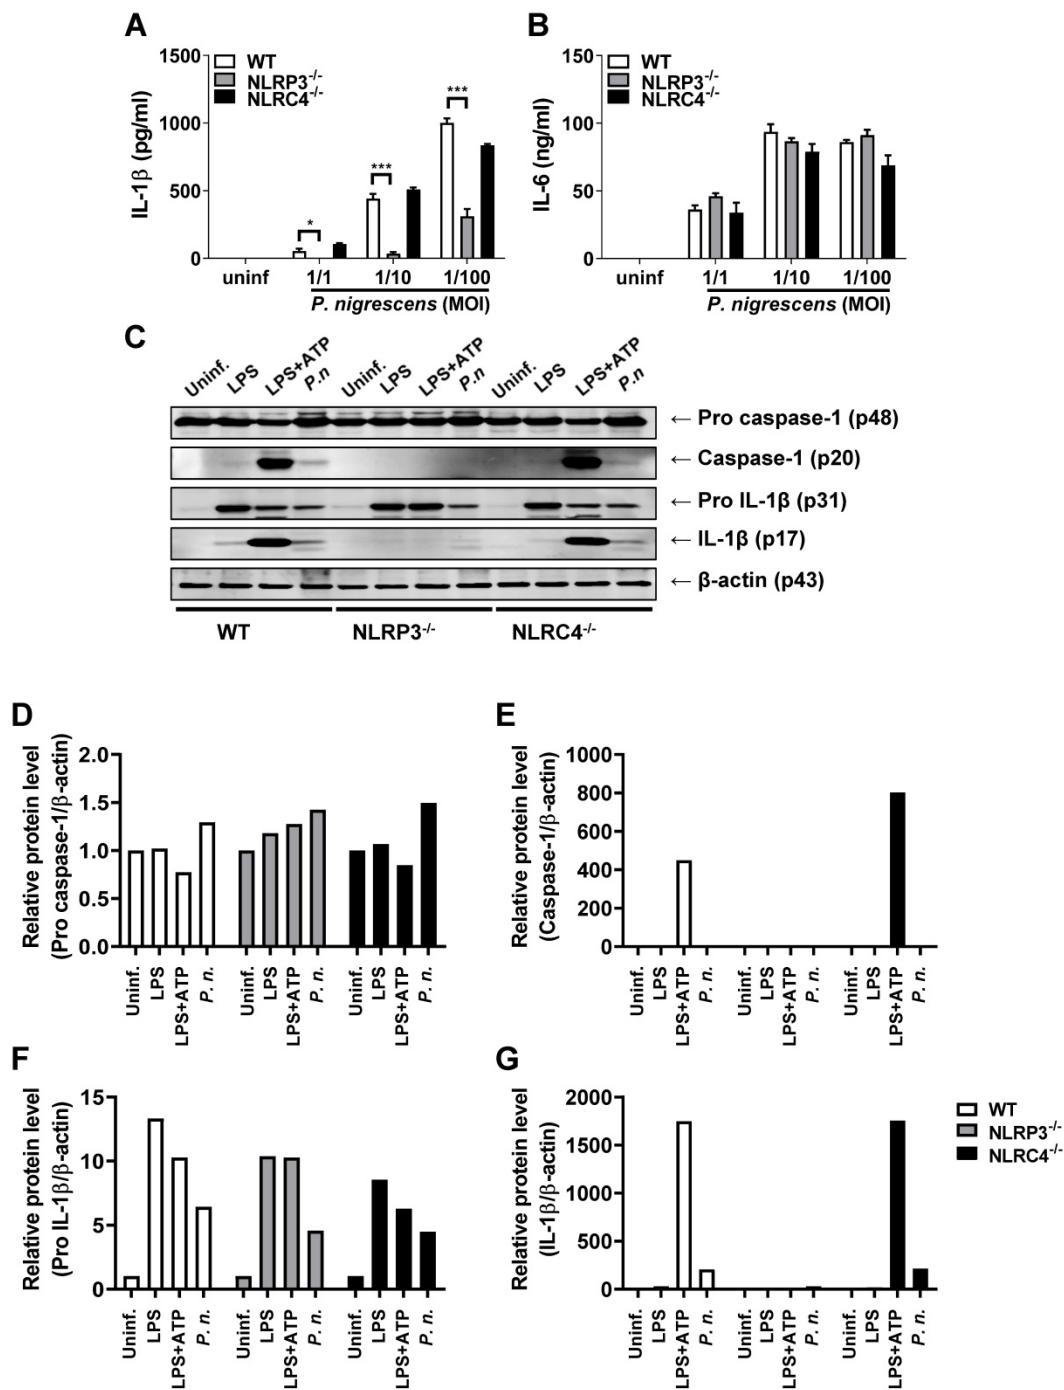 A
IL-1β (pg/ml)
1500
1000
500
0
WT
NLRP3-/-
NLRC4-/-
*
***
***
uninf
1/1
1/10
1/100
P. nigrescens (MOI)
B
IL-6 (ng/ml)
150
100
50
0
WT
NLRP3-/-
NLRC4-/-
uninf
1/1
1/10
1/100
P. nigrescens (MOI)
C
Uninf. LPS LPS+ATP P.n Uninf. LPS LPS+ATP P.n Uninf. LPS LPS+ATP P.n
← Pro caspase-1 (p48)
← Caspase-1 (p20)
← Pro IL-1β (p31)
← IL-1β (p17)
← β-actin (p43)
WT NLRP3-/- NLRC4-/-
D
Relative protein level
(Pro caspase-1/β-actin)
2.0
1.5
1.0
0.5
0.0
Uninf. LPS LPS+ATP P. n. Uninf. LPS LPS+ATP P. n. Uninf. LPS LPS+ATP P. n.
E
Relative protein level
(Caspase-1/β-actin)
1000
800
600
400
200
0
Uninf. LPS LPS+ATP P. n. Uninf. LPS LPS+ATP P. n. Uninf. LPS LPS+ATP P. n.
F
Relative protein level
(Pro IL-1β/β-actin)
15
10
5
0
Uninf. LPS LPS+ATP P. n. Uninf. LPS LPS+ATP P. n. Uninf. LPS LPS+ATP P. n.
G
Relative protein level
(IL-1β/β-actin)
2000
1500
1000
500
0
Uninf. LPS LPS+ATP P. n. Uninf. LPS LPS+ATP P. n. Uninf. LPS LPS+ATP P. n.
WT
NLRP3-/-
NLRC4-/-